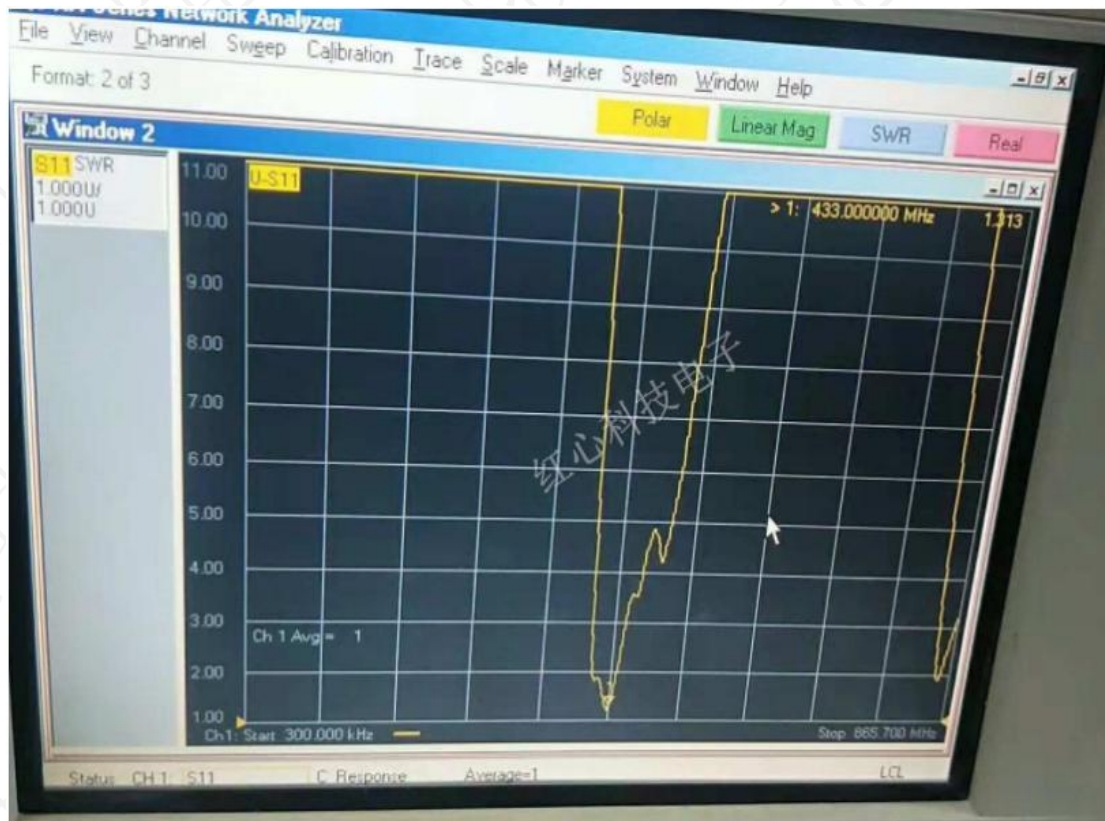 Series Network Analyzer
File View Channel Sweep Calibration Trace Scale Marker System Window Help
Format: 2 of 3
Polar Linear Mag SWR Real
Window 2
S11 SWR
1.000U/
1.000U
U-S11
> 1: 433.000000 MHz 1.313
11.00
10.00
9.00
8.00
7.00
6.00
5.00
4.00
3.00
2.00
1.00
红心科技电子
Ch 1 Avg = 1
Ch1: Start 300.000 kHz
Stop 865.700 MHz
Status CH 1: S11 C Response Average=1 LCL